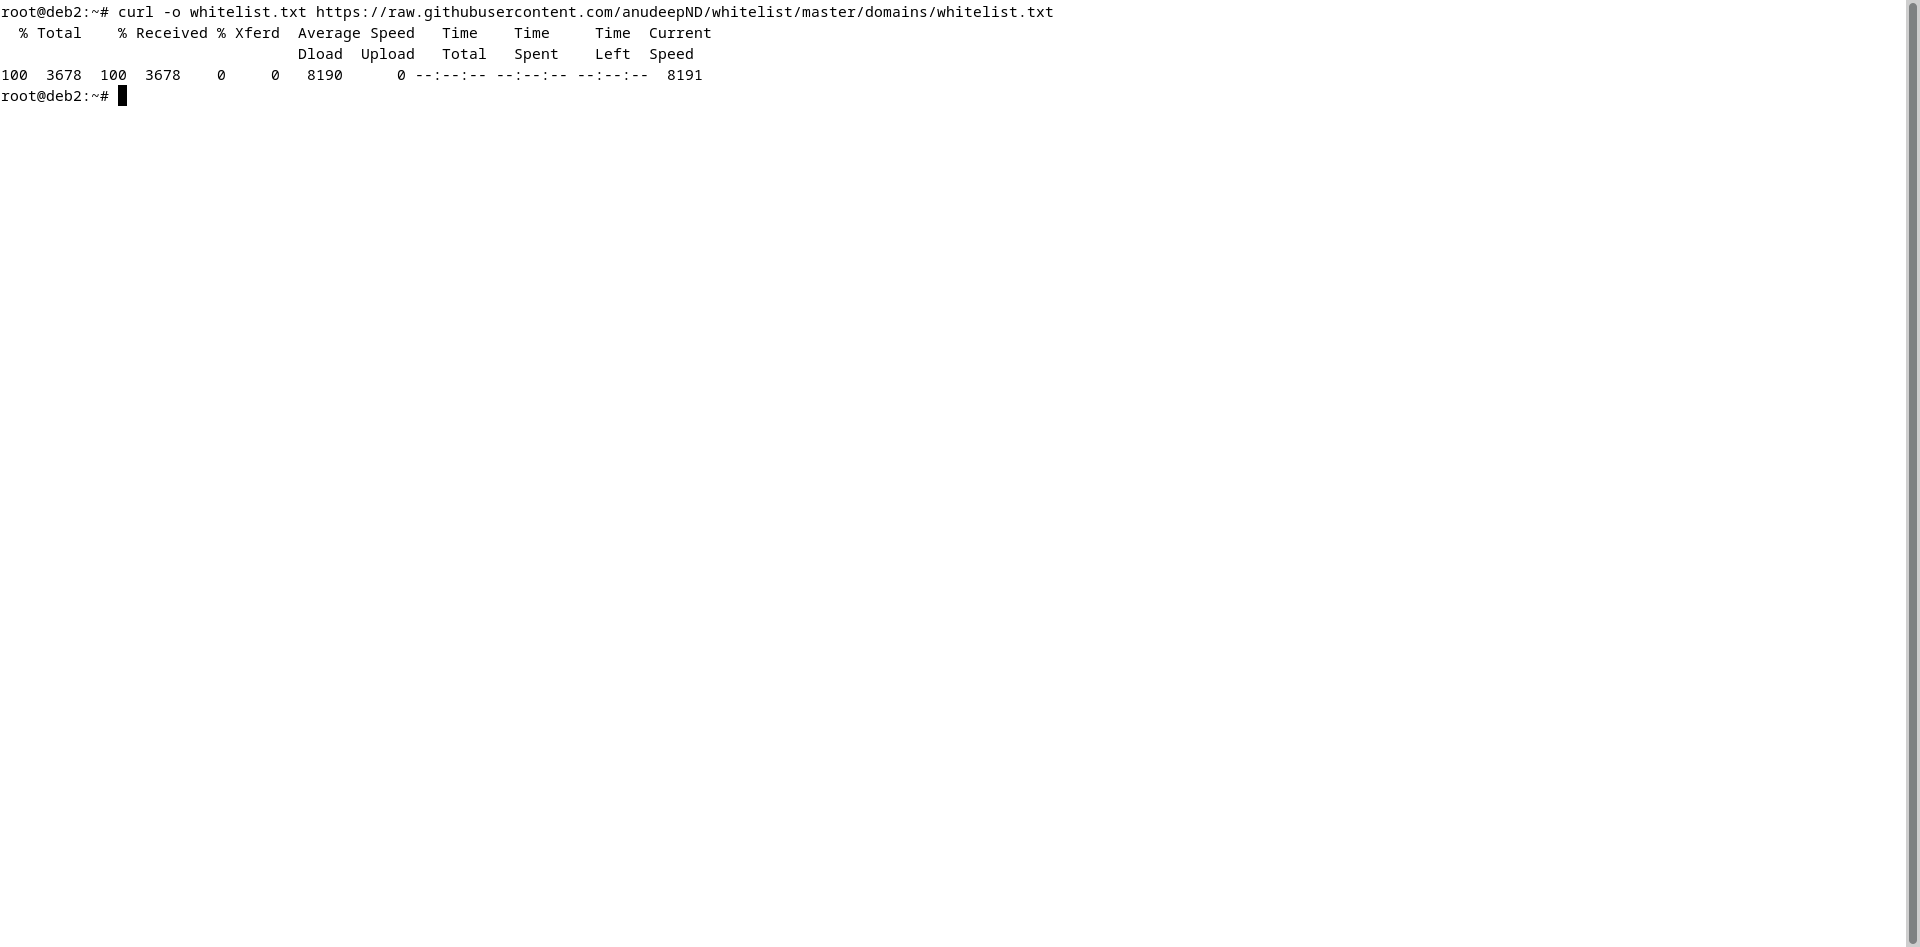 root@deb2:~# curl -o whitelist.txt https://raw.githubusercontent.com/anudeepND/whitelist/master/domains/whitelist.txt
  % Total    % Received % Xferd  Average Speed   Time    Time     Time  Current
                                 Dload  Upload   Total   Spent    Left  Speed
100  3678  100  3678    0     0   8190      0 --:--:-- --:--:-- --:--:--  8191
root@deb2:~#